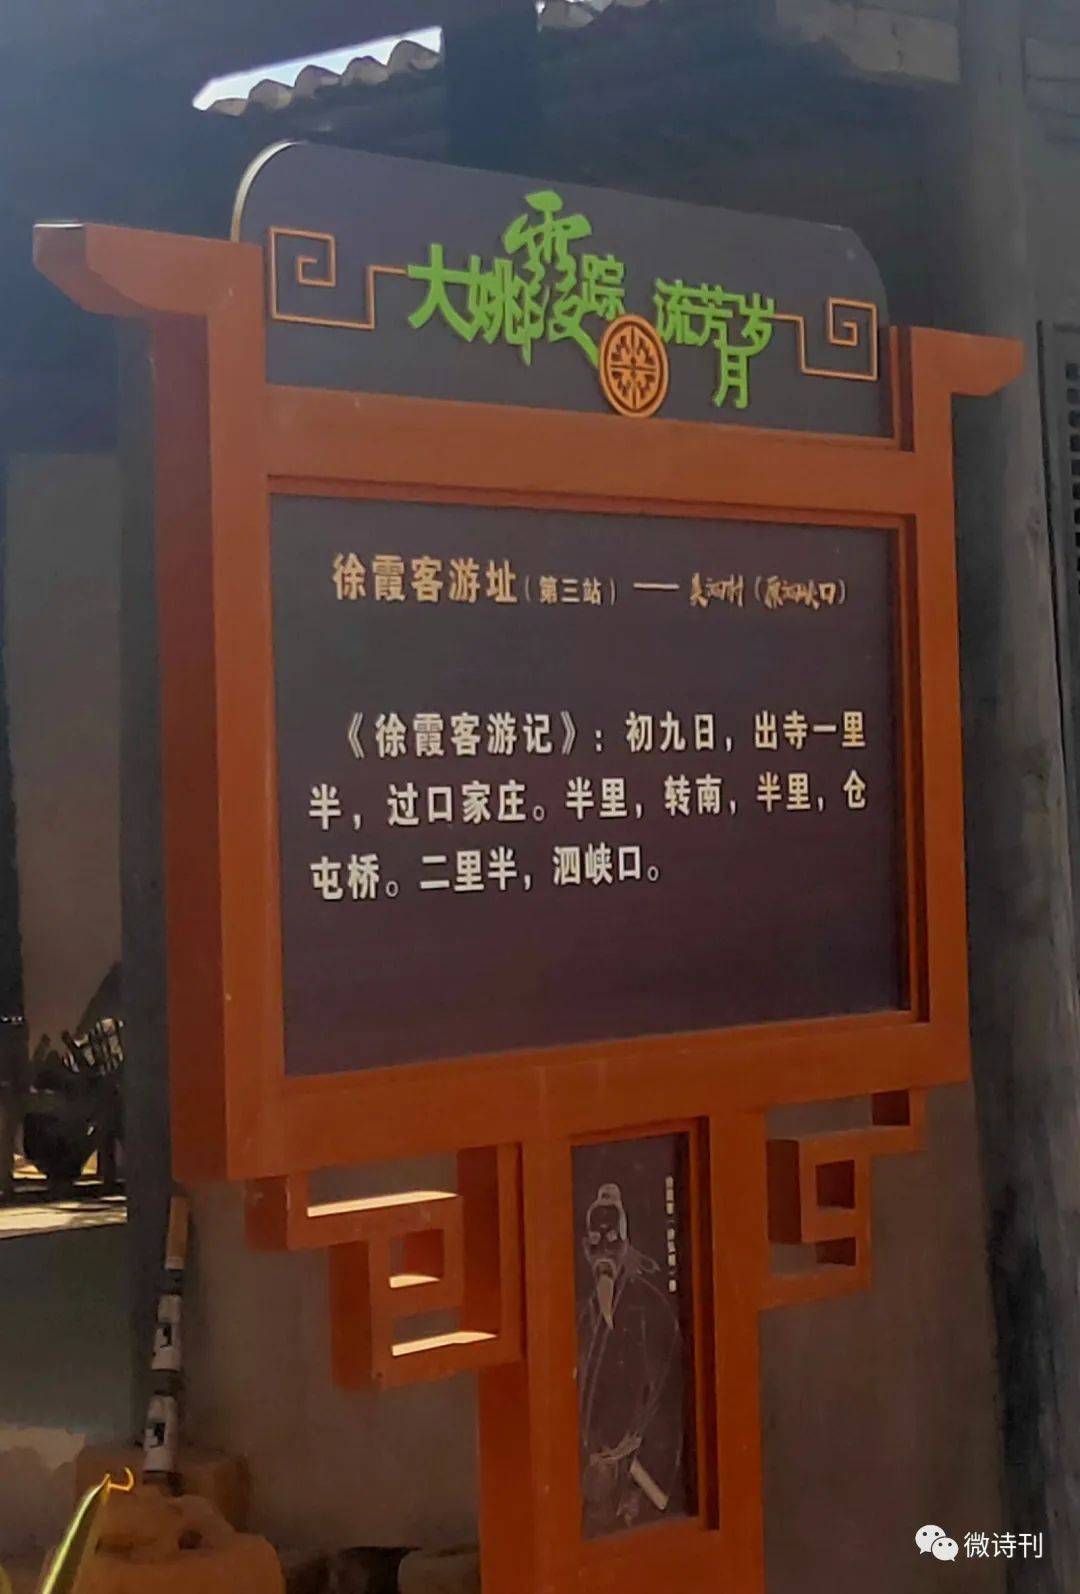 大姚霞踪 流芳岁月
徐霞客游址(第三站)——吴泗村(原泗峡口)
《徐霞客游记》:初九日,出寺一里
半,过口家庄。半里,转南,半里,仓
屯桥。二里半,泗峡口。
微诗刊